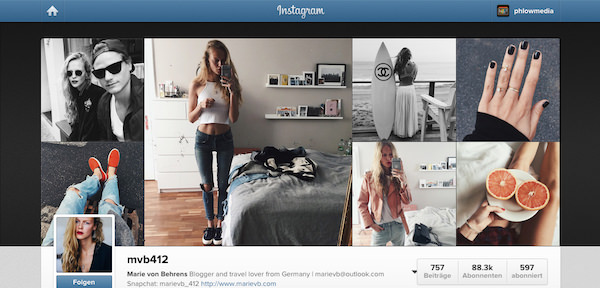 Instagram
phlowmedia
CHANEL
mvb412
Marie von Behrens Blogger and travel lover from Germany | marievb@outlook.com
Snapchat: marievb_412 http://www.marievb.com
Folgen
757
Beiträge
88.3k
Abonnenten
597
abonniert